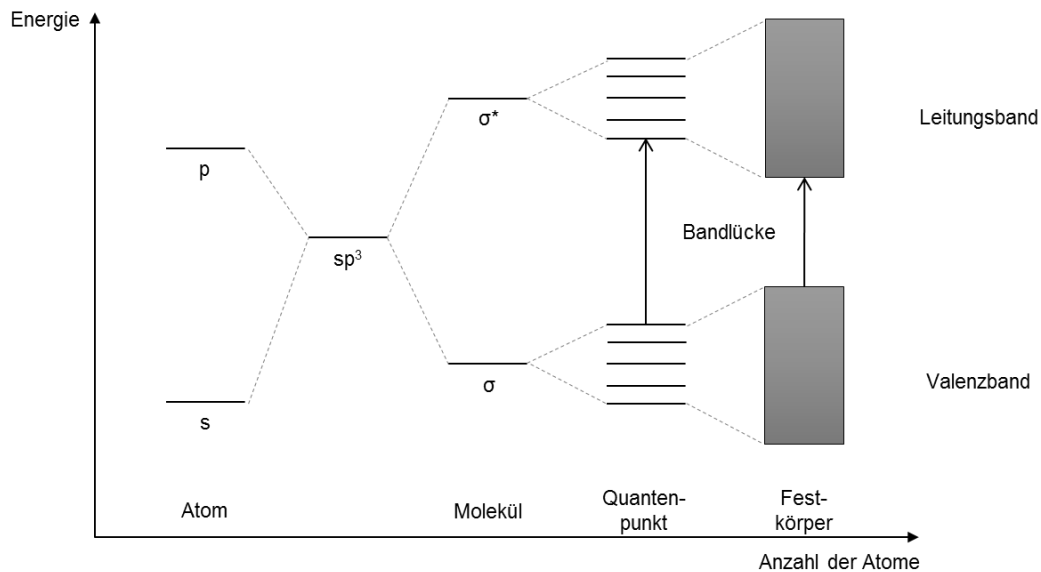 Energie
σ*
Leitungsband
p
Bandlücke
sp³
σ
Valenzband
s
Atom
Molekül
Quanten-
punkt
Fest-
körper
Anzahl der Atome